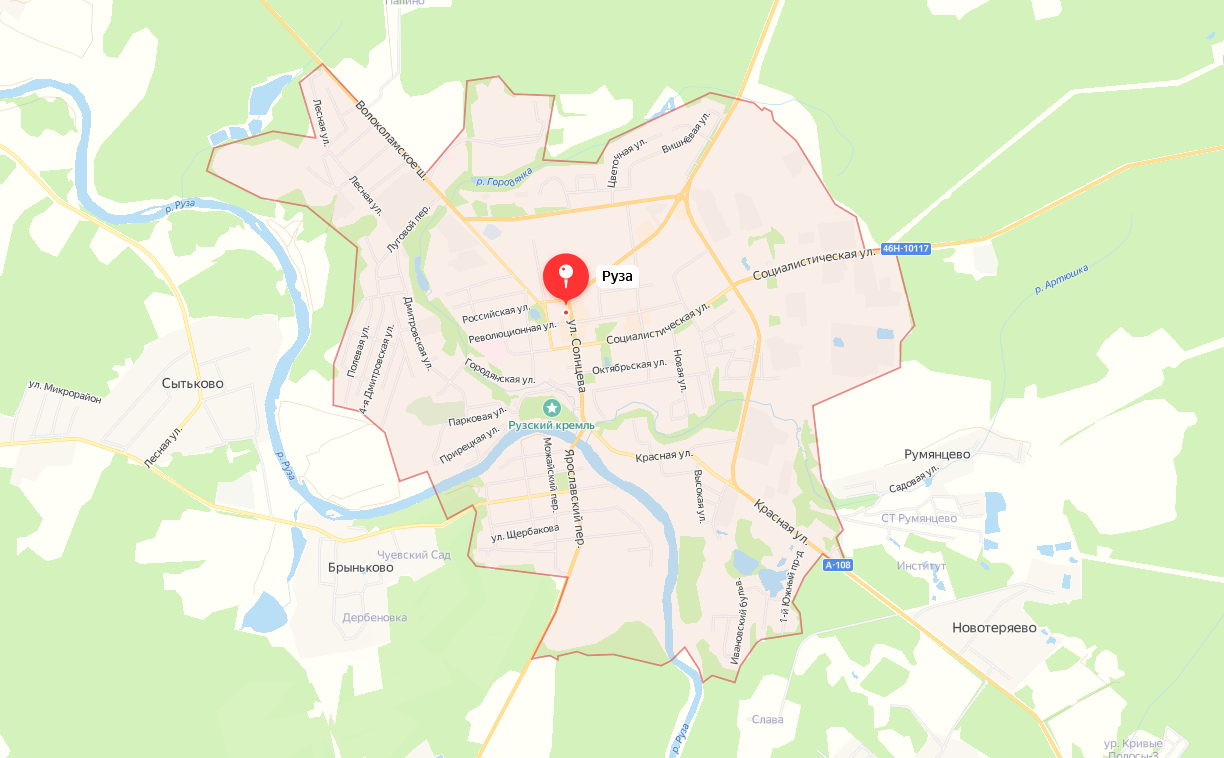 Папино
Лесная ул.
Волоколамское ш.
Вишнёвая ул.
Цветочная ул.
р. Городянка
Лесная ул.
р. Руза
Луговой пер.
46Н-10117
Социалистическая ул.
Руза
р. Артюшка
Российская ул.
Революционная ул.
ул. Солнцева
Социалистическая ул.
Дмитровская ул.
Полевая ул.
4-я Дмитровская ул.
Городянская ул.
Октябрьская ул.
Новая ул.
Сытьково
ул. Микрорайон
Рузский кремль
Парковая ул.
Прирецкая ул.
Лесная ул.
р. Руза
Можайский пер.
Ярославский пер.
Красная ул.
Высокая ул.
Румянцево
Садовая ул.
СТ Румянцево
Красная ул.
ул. Щербакова
Чуевский Сад
Брыньково
А-108
Институт
1-й Южный пр-д
Ивановский бульв.
Дербеновка
Новотеряево
Слава
р. Руза
ур. Кривые
Полосы-3